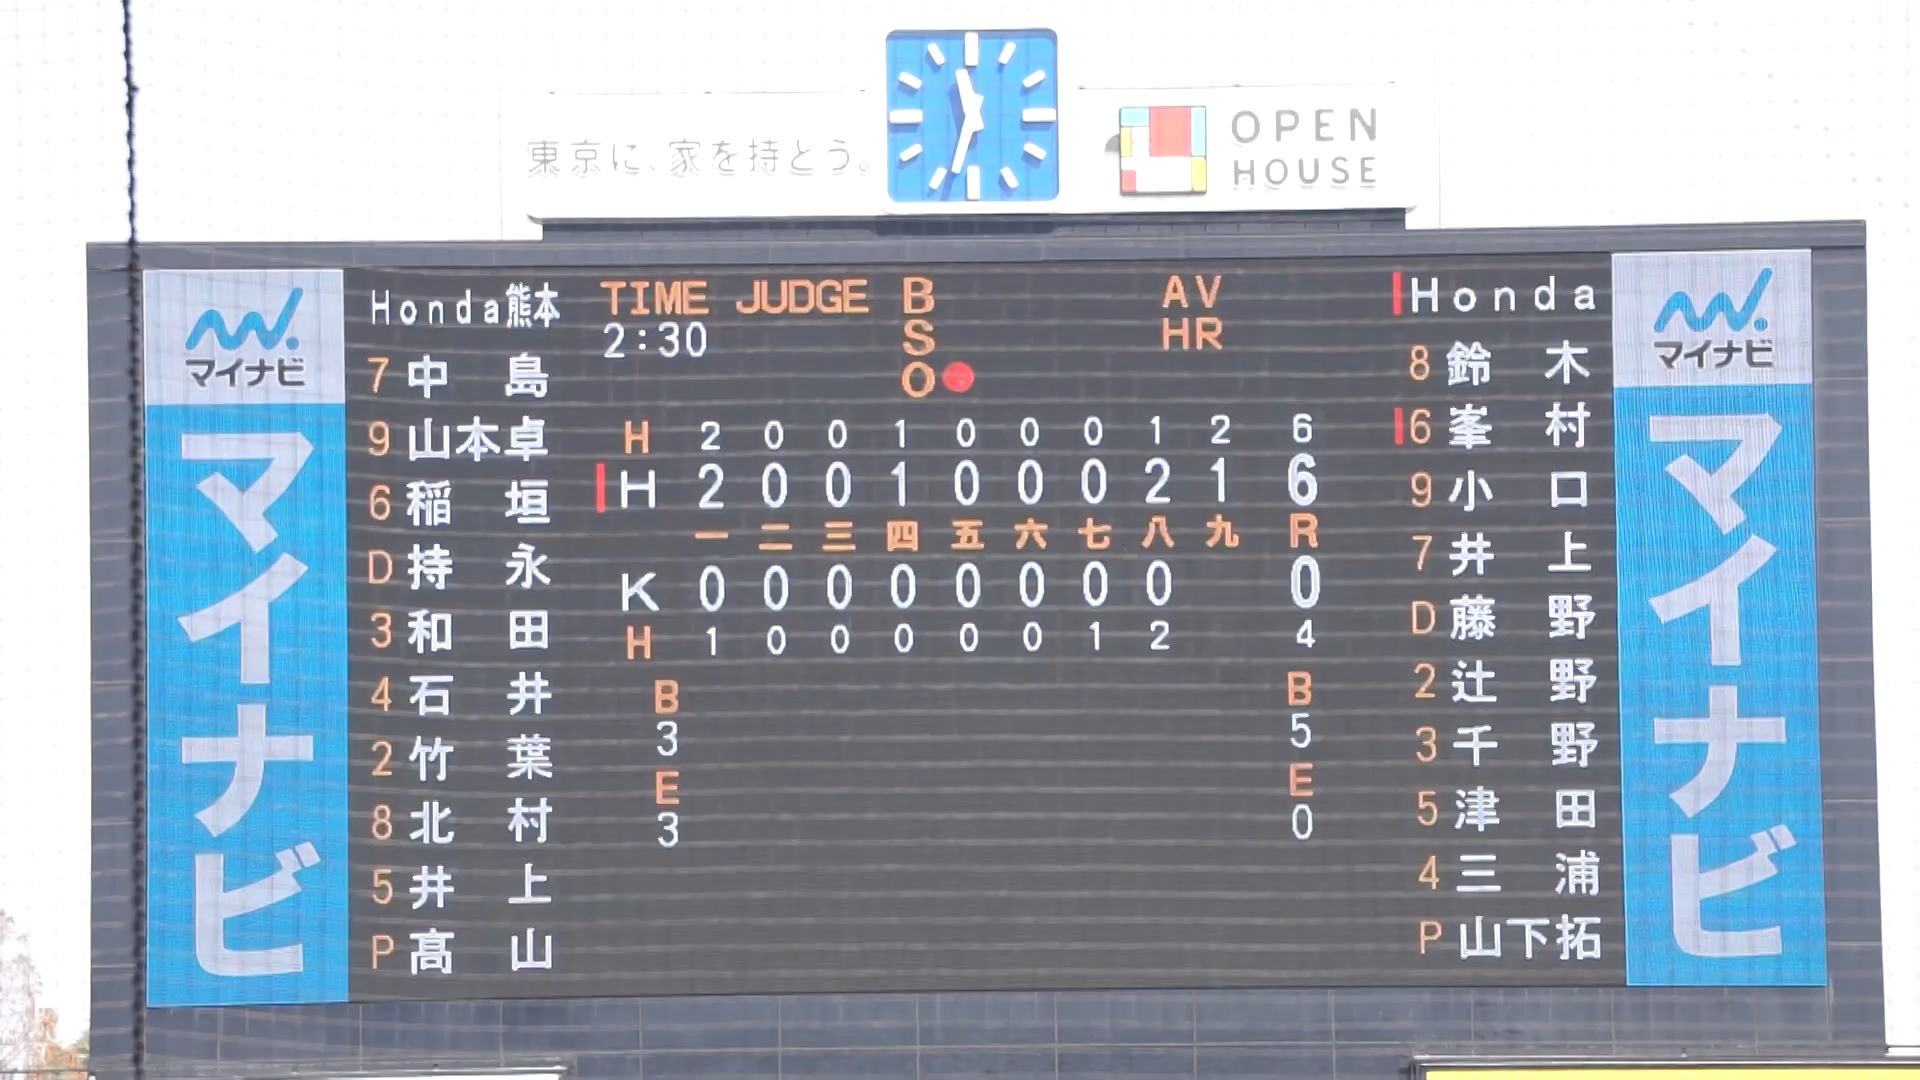 東京に、家を持とう。
OPEN
HOUSE
マイナビ
マイナビ
Honda熊本
7 中島
9 山本卓
6 稲垣
D 持永
3 和田
4 石井
2 竹葉
8 北村
5 井上
P 髙山
TIME JUDGE B AV
2:30 S HR
O
H 2 0 0 1 0 0 0 1 2 6
H 2 0 0 1 0 0 0 2 1 6
一 二 三 四 五 六 七 八 九 R
K 0 0 0 0 0 0 0 0 0
H 1 0 0 0 0 0 1 2 4
B B
3 5
E E
3 0
Honda
8 鈴木
6 峯村
9 小口
7 井上
D 藤野
2 辻野
3 千野
5 津田
4 三浦
P 山下拓
マイナビ
マイナビ